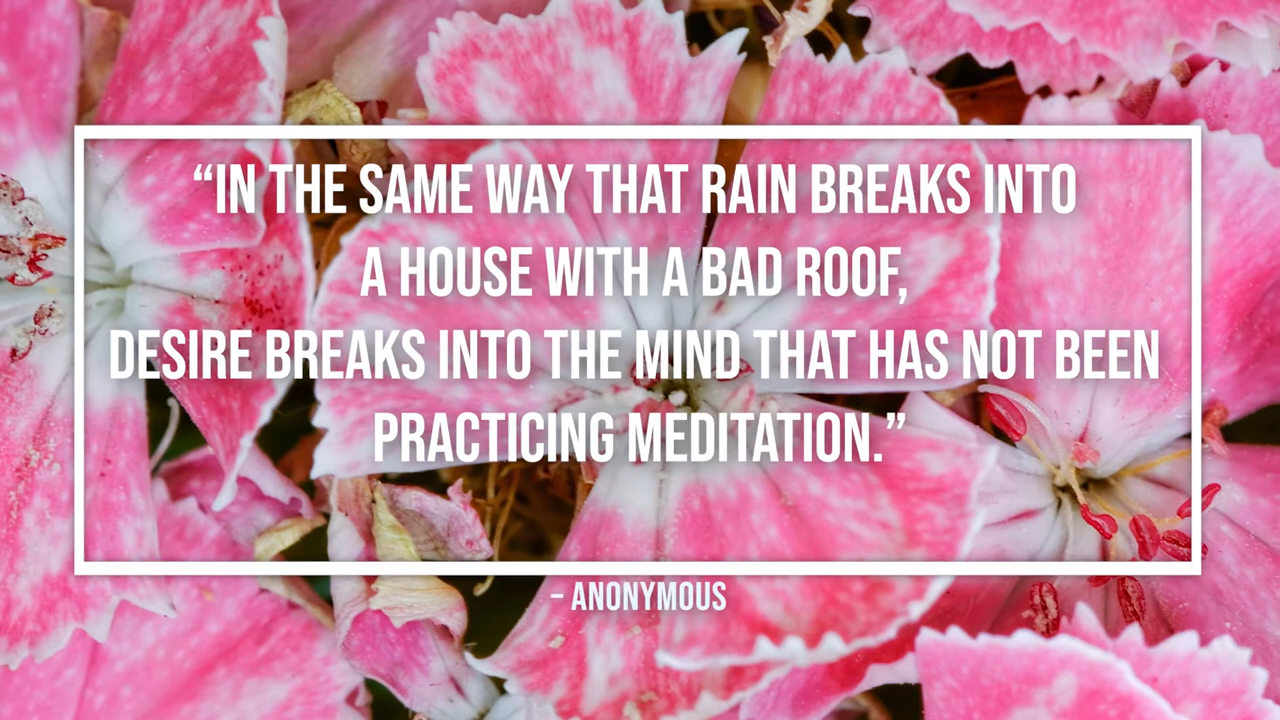 “IN THE SAME WAY THAT RAIN BREAKS INTO
A HOUSE WITH A BAD ROOF,
DESIRE BREAKS INTO THE MIND THAT HAS NOT BEEN
PRACTICING MEDITATION.”
– ANONYMOUS